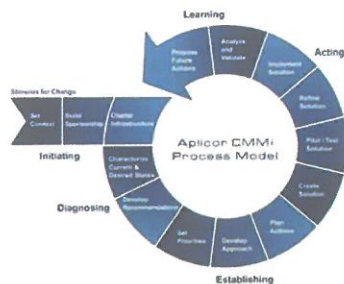 Learning
Analyze
and
Validate
Propose
Future
Actions
Implement
Solution
Acting
Refine
Solution
Pilot / Test
Solution
Create
Solution
Stimulus for Change
Set
Context
Build
Sponsorship
Charter
Infrastructure
Initiating
Aplicor CMMi
Process Model
Characterize
Current &
Desired States
Diagnosing
Develop
Recommendations
Set
Priorities
Develop
Approach
Plan
Actions
Establishing